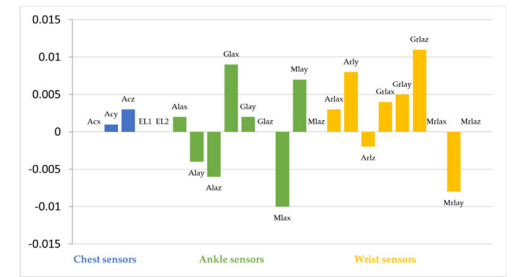 0.015
0.01
0.005
0
-0.005
-0.01
-0.015
Acx
Acy
Acz
EL1
EL2
Alax
Alay
Alaz
Glax
Glay
Glaz
Mlax
Mlay
Mlaz
Arlax
Arly
Arlz
Grlax
Grlay
Grlaz
Mrlax
Mrlay
Mrlaz
Chest sensors
Ankle sensors
Wrist sensors